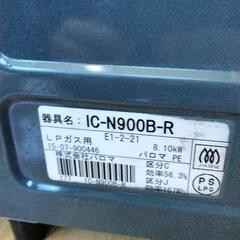 器具名: IC-N900B-R
LPガス用 E1-2-21 8.10kW
15-07-900446 パロマ PE
株式会社パロマ 区分C
効率56.3%
区分J
IC-N900B-R
PS
LPG